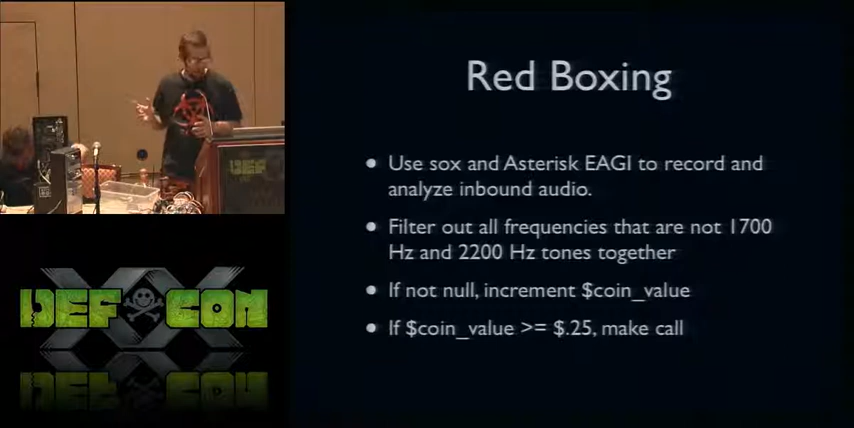 Red Boxing
• Use sox and Asterisk EAGI to record and
analyze inbound audio.
• Filter out all frequencies that are not 1700
Hz and 2200 Hz tones together
• If not null, increment $coin_value
• If $coin_value >= $.25, make call
DEF CON
XX